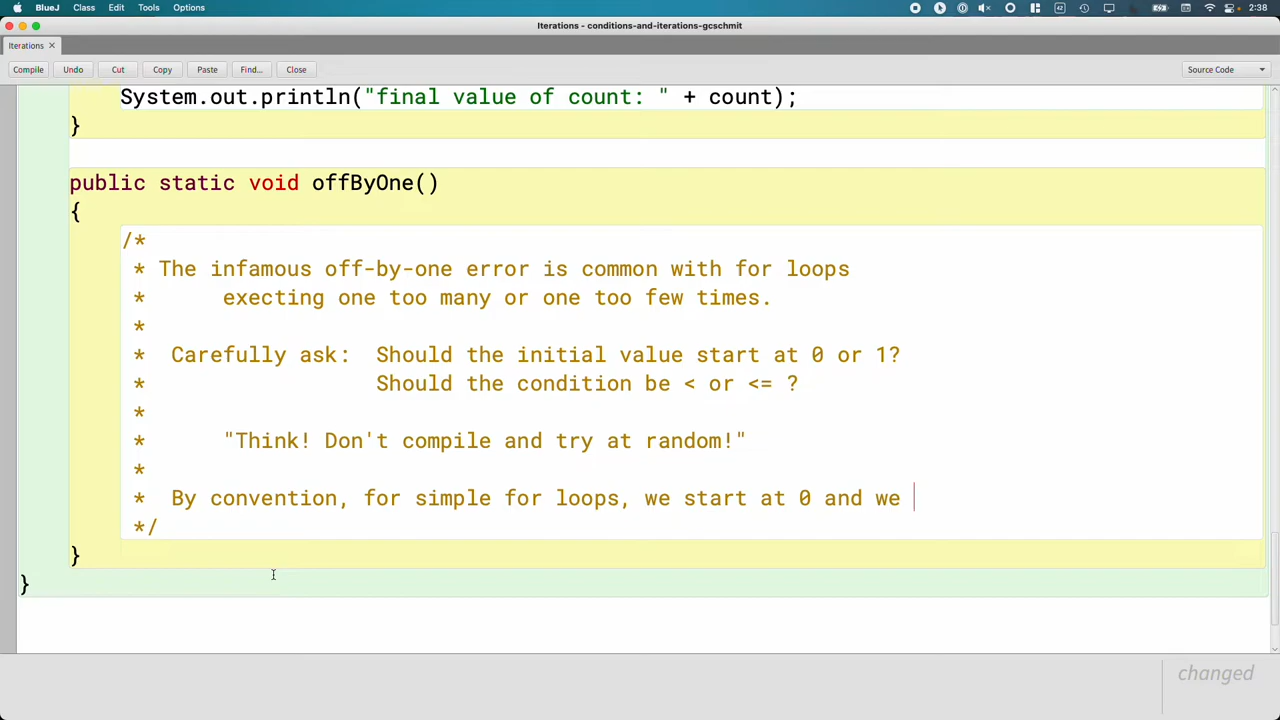 BlueJ Class Edit Tools Options 2:38
Iterations - conditions-and-iterations-gcschmit
Iterations ×
Compile Undo Cut Copy Paste Find... Close Source Code
System.out.println("final value of count: " + count);
}
public static void offByOne()
{
/*
* The infamous off-by-one error is common with for loops
* execting one too many or one too few times.
*
* Carefully ask: Should the initial value start at 0 or 1?
* Should the condition be < or <= ?
*
* "Think! Don't compile and try at random!"
*
* By convention, for simple for loops, we start at 0 and we
*/
}
}
changed